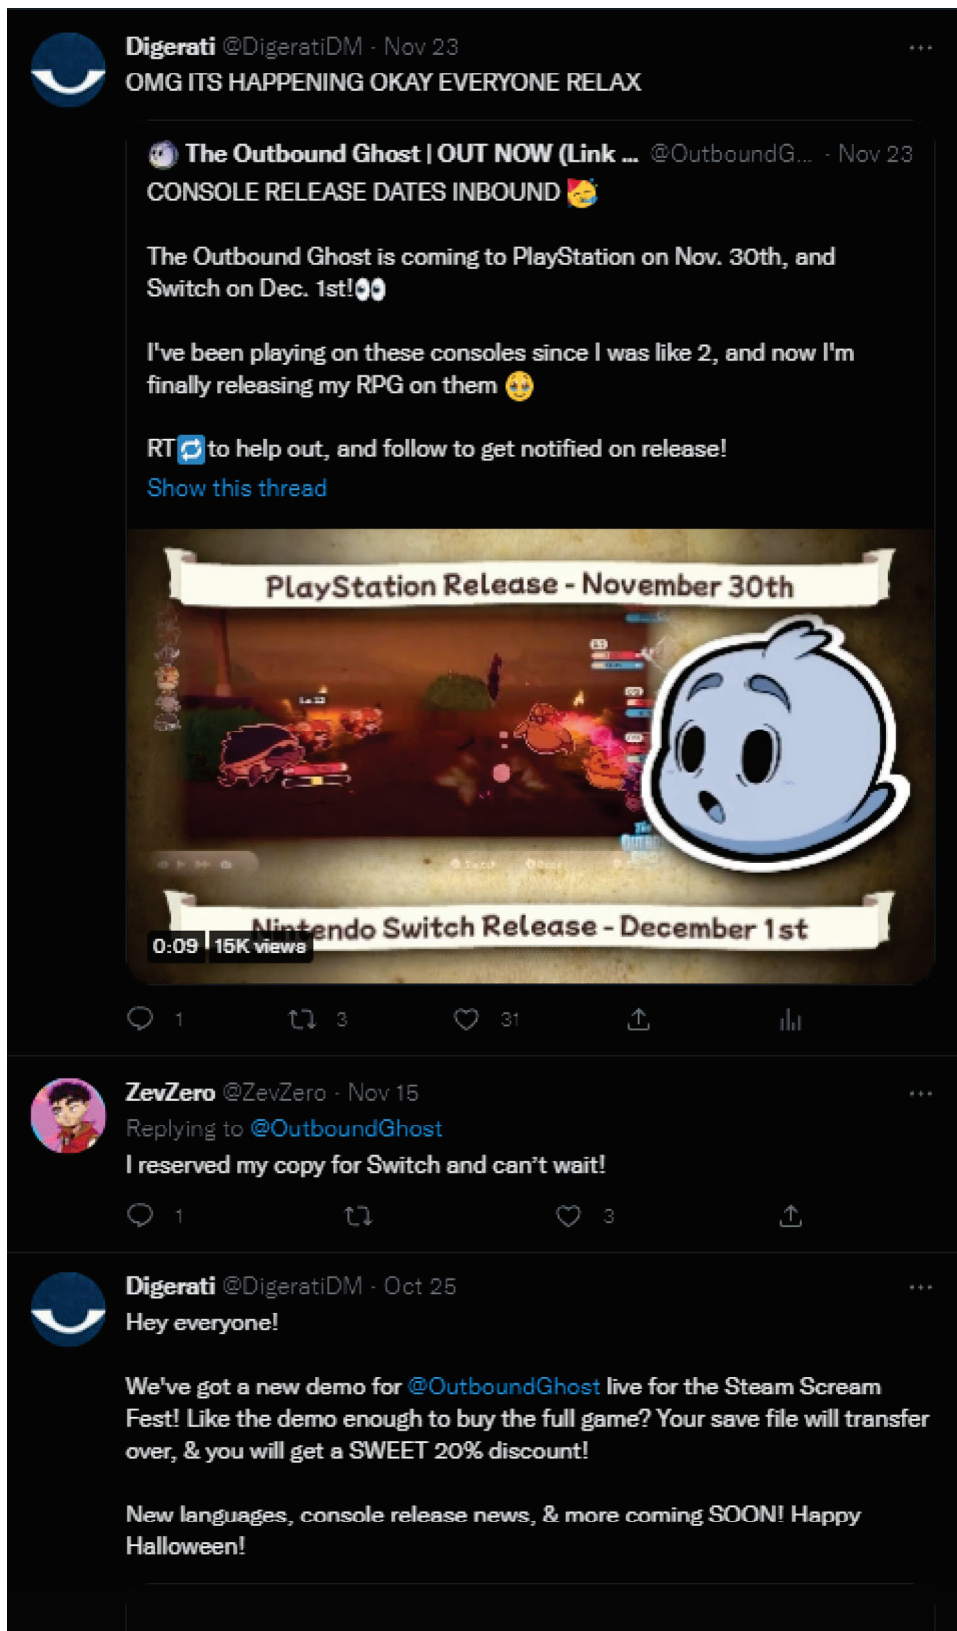 Digerati @DigeratiDM · Nov 23
OMG ITS HAPPENING OKAY EVERYONE RELAX
The Outbound Ghost | OUT NOW (Link ... @OutboundG... · Nov 23
CONSOLE RELEASE DATES INBOUND 🥳
The Outbound Ghost is coming to PlayStation on Nov. 30th, and
Switch on Dec. 1st!👀
I've been playing on these consoles since I was like 2, and now I'm
finally releasing my RPG on them 🥹
RT🔁to help out, and follow to get notified on release!
Show this thread
PlayStation Release - November 30th
Nintendo Switch Release - December 1st
0:09 15K views
1 3 31
ZevZero @ZevZero · Nov 15
Replying to @OutboundGhost
I reserved my copy for Switch and can't wait!
1 3
Digerati @DigeratiDM · Oct 25
Hey everyone!
We've got a new demo for @OutboundGhost live for the Steam Scream
Fest! Like the demo enough to buy the full game? Your save file will transfer
over, & you will get a SWEET 20% discount!
New languages, console release news, & more coming SOON! Happy
Halloween!